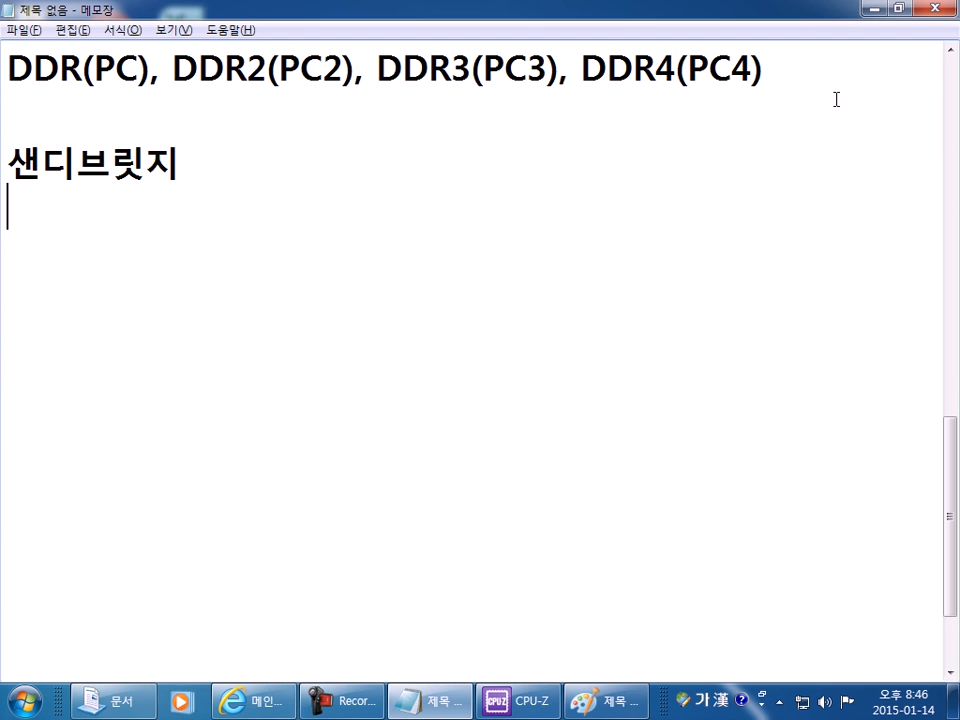 제목 없음 - 메모장
파일(F) 편집(E) 서식(O) 보기(V) 도움말(H)
DDR(PC), DDR2(PC2), DDR3(PC3), DDR4(PC4)
샌디브릿지
문서 메인... Recor... 제목 ... CPU-Z 제목 ... 가 漢 오후 8:46
2015-01-14